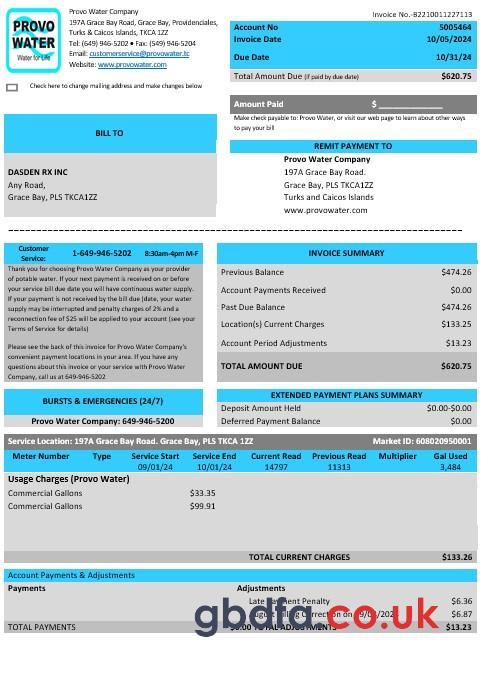 PROVO
WATER
Water for Life
Provo Water Company
197A Grace Bay Road, Grace Bay, Providenciales,
Turks & Caicos Islands, TKCA 1ZZ
Tel: (649) 946-5202 • Fax: (549) 946-5204
Email: customerservice@provowater.tc
Website: www.provowater.com
Check here to change mailing address and make changes below
Invoice No.-B2210011227113
Account No 5005464
Invoice Date 10/05/2024
Due Date 10/31/24
Total Amount Due (if paid by due date) $620.75
Amount Paid $ ______________
Make check payable to: Provo Water, or visit our web page to learn about other ways
to pay your bill
BILL TO
DASDEN RX INC
Any Road,
Grace Bay, PLS TKCA1ZZ
REMIT PAYMENT TO
Provo Water Company
197A Grace Bay Road.
Grace Bay, PLS TKCA1ZZ
Turks and Caicos Islands
www.provowater.com
Customer
Service: 1-649-946-5202 8:30am-4pm M-F
Thank you for choosing Provo Water Company as your provider
of potable water. If your next payment is received on or before
your service bill due date you will have continuous water supply.
If your payment is not received by the bill due (date, your water
supply may be interrupted and penalty charges of 2% and a
reconnection fee of $25 will be applied to your account (see your
Terms of Service for details)
Please see the back of this invoice for Provo Water Company's
convenient payment locations in your area. If you have any
questions about this invoice or your service with Provo Water
Company, call us at 649-946-5202
INVOICE SUMMARY
Previous Balance $474.26
Account Payments Received $0.00
Past Due Balance $474.26
Location(s) Current Charges $133.25
Account Period Adjustments $13.23
TOTAL AMOUNT DUE $620.75
BURSTS & EMERGENCIES (24/7)
Provo Water Company: 649-946-5200
EXTENDED PAYMENT PLANS SUMMARY
Deposit Amount Held $0.00-$0.00
Deferred Payment Balance $0.00
Service Location: 197A Grace Bay Road. Grace Bay, PLS TKCA 1ZZ Market ID: 608020950001
Meter Number Type Service Start Service End Current Read Previous Read Multiplier Gal Used
09/01/24 10/01/24 14797 11313 3,484
Usage Charges (Provo Water)
Commercial Gallons $33.35
Commercial Gallons $99.91
TOTAL CURRENT CHARGES $133.26
Account Payments & Adjustments
Payments Adjustments
Late Payment Penalty $6.36
August Billing Correction on 09/03/2024 $6.87
TOTAL PAYMENTS $0.00 TOTAL ADJUSTMENTS $13.23
gbdfa.co.uk